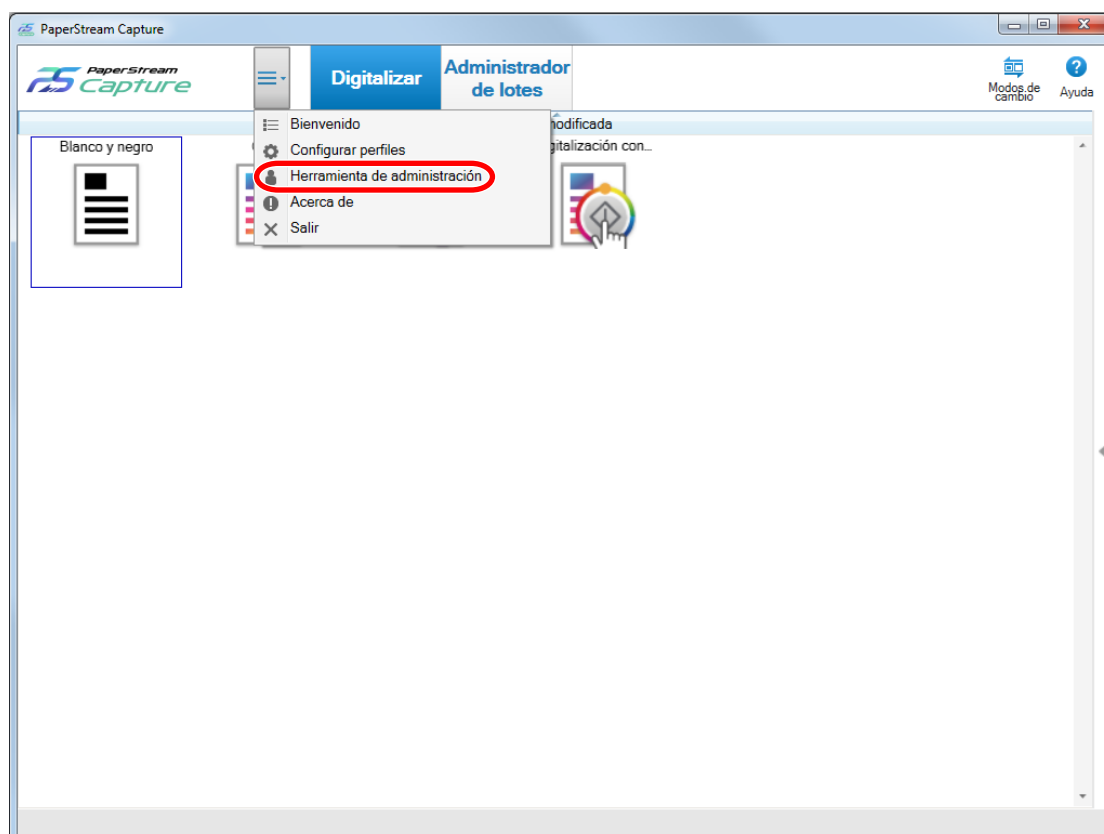 PaperStream Capture
PaperStream
Capture
Digitalizar
Administrador
de lotes
Modos de
cambio
Ayuda
Bienvenido
Configurar perfiles
Herramienta de administración
Acerca de
Salir
modificada
Blanco y negro
gitalización con...